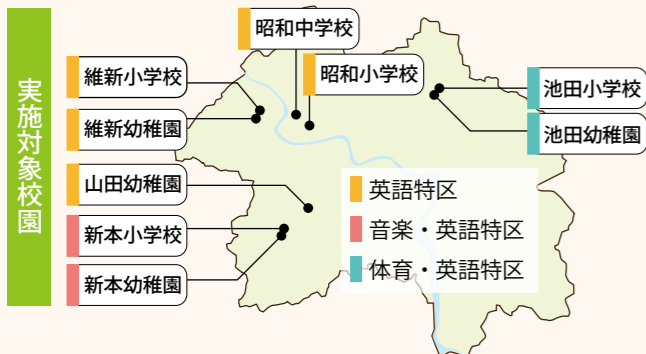 実施対象校園
昭和中学校
昭和小学校
維新小学校
維新幼稚園
山田幼稚園
新本小学校
新本幼稚園
池田小学校
池田幼稚園
英語特区
音楽・英語特区
体育・英語特区